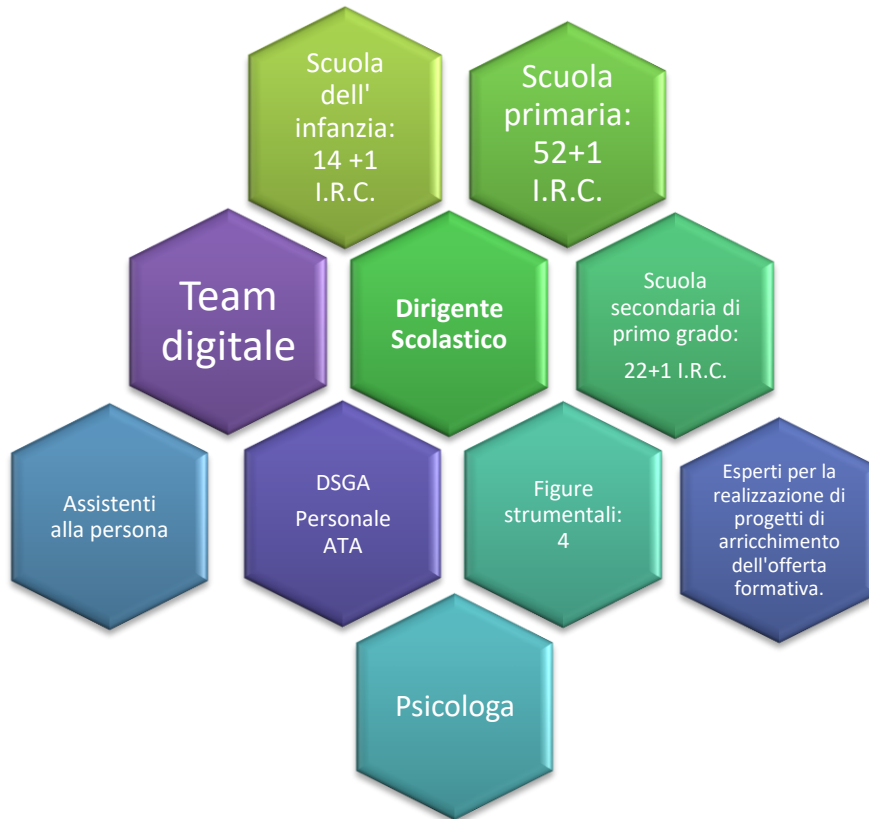 Scuola
dell'
infanzia:
14 +1
I.R.C.
Scuola
primaria:
52+1
I.R.C.
Team
digitale
Dirigente
Scolastico
Scuola
secondaria di
primo grado:
22+1 I.R.C.
Assistenti
alla persona
DSGA
Personale
ATA
Figure
strumentali:
4
Esperti per la
realizzazione di
progetti di
arricchimento
dell'offerta
formativa.
Psicologa